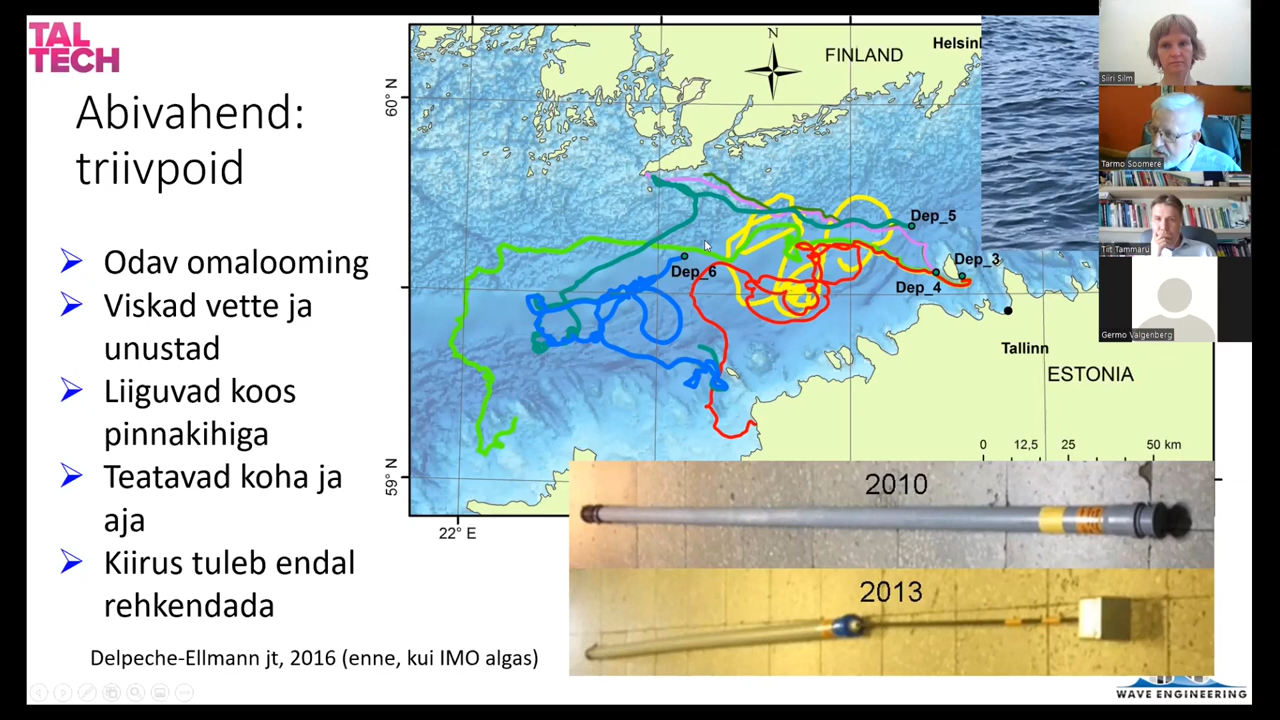 TAL
TECH
Abivahend:
triivpoid
Odav omalooming
Viskad vette ja
unustad
Liiguvad koos
pinnakihiga
Teatavad koha ja
aja
Kiirus tuleb endal
rehkendada
Delpeche-Ellmann jt, 2016 (enne, kui IMO algas)
60° N
59° N
22° E
N
FINLAND
Dep_5
Dep_3
Dep_4
Dep_6
Tallinn
ESTONIA
0 12,5 25 50 km
2010
2013
Siiri Silm
Tarmo Soomere
Tiit Tammaru
Germo Valgenberg
WAVE ENGINEERING